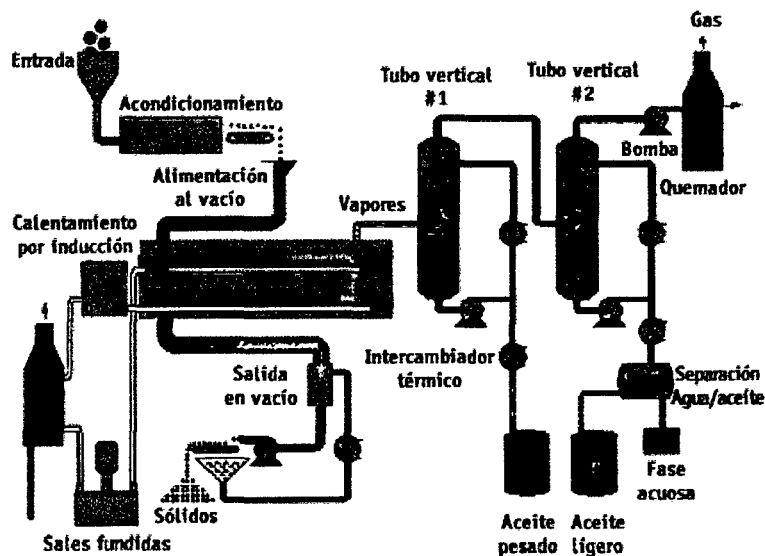 Gas
Tubo vertical
#1
Tubo vertical
#2
Entrada
Acondicionamiento
Bomba
Alimentación
al vacío
Quemador
Vapores
Calentamiento
por inducción
Intercambiador
térmico
Salida
en vacío
Separación
Agua/aceite
Sólidos
Fase
acuosa
Sales fundidas
Aceite
pesado
Aceite
lígero